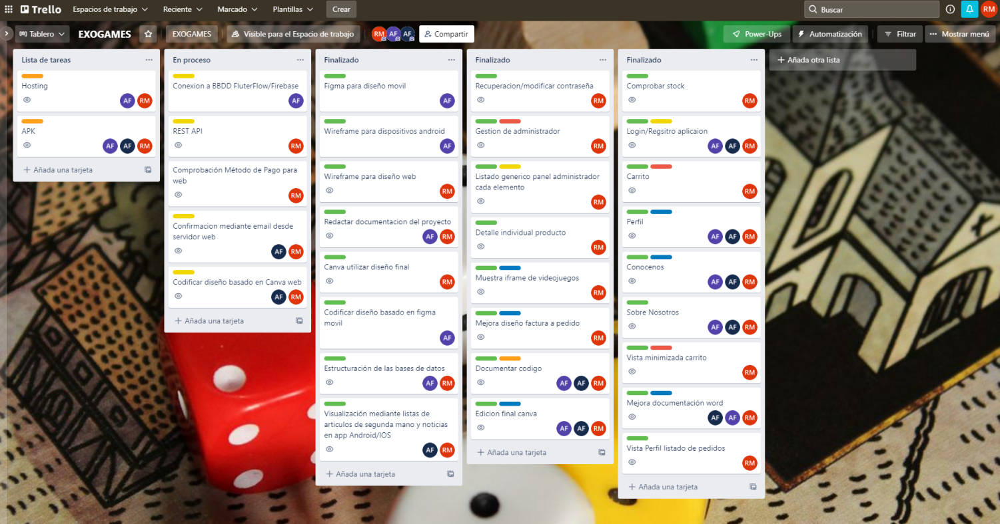 Trello
Espacios de trabajo
Reciente
Marcado
Plantillas
Crear
Buscar
RM
Tablero
EXOGAMES
EXOGAMES
Visible para el Espacio de trabajo
RM
AF
AF
Compartir
Power-Ups
Automatización
Filtrar
Mostrar menú
Lista de tareas
Hosting
AF RM
APK
AF AF RM
Añada una tarjeta
En proceso
Conexion a BBDD FluterFlow/Firebase
AF
REST API
RM
Comprobación Método de Pago para
web
RM
Confirmacion mediante email desde
servidor web
AF RM
Codificar diseño basado en Canva web
AF RM
Añada una tarjeta
Finalizado
Figma para diseño movil
AF
Wireframe para dispositivos android
AF
Wireframe para diseño web
RM
Redactar documentacion del proyecto
AF RM
Canva utilizar diseño final
RM
Codificar diseño basado en figma
movil
AF
Estructuración de las bases de datos
AF RM
Visualización mediante listas de
articulos de segunda mano y noticias
en app Android/IOS
AF RM
Añada una tarjeta
Finalizado
Recuperacion/modificar contraseña
RM
Gestion de administrador
RM
Listado generico panel administrador
cada elemento
RM
Detalle individual producto
RM
Muestra iframe de videojuegos
RM
Mejora diseño factura a pedido
RM
Documentar codigo
AF AF RM
Edicion final canva
AF AF RM
Añada una tarjeta
Finalizado
Comprobar stock
RM
Login/Regsitro aplicaion
AF AF RM
Carrito
RM
Perfil
AF AF RM
Conocenos
AF AF RM
Sobre Nosotros
AF AF RM
Vista minimizada carrito
RM
Mejora documentación word
AF AF RM
Vista Perfil listado de pedidos
RM
Añada una tarjeta
Añada otra lista